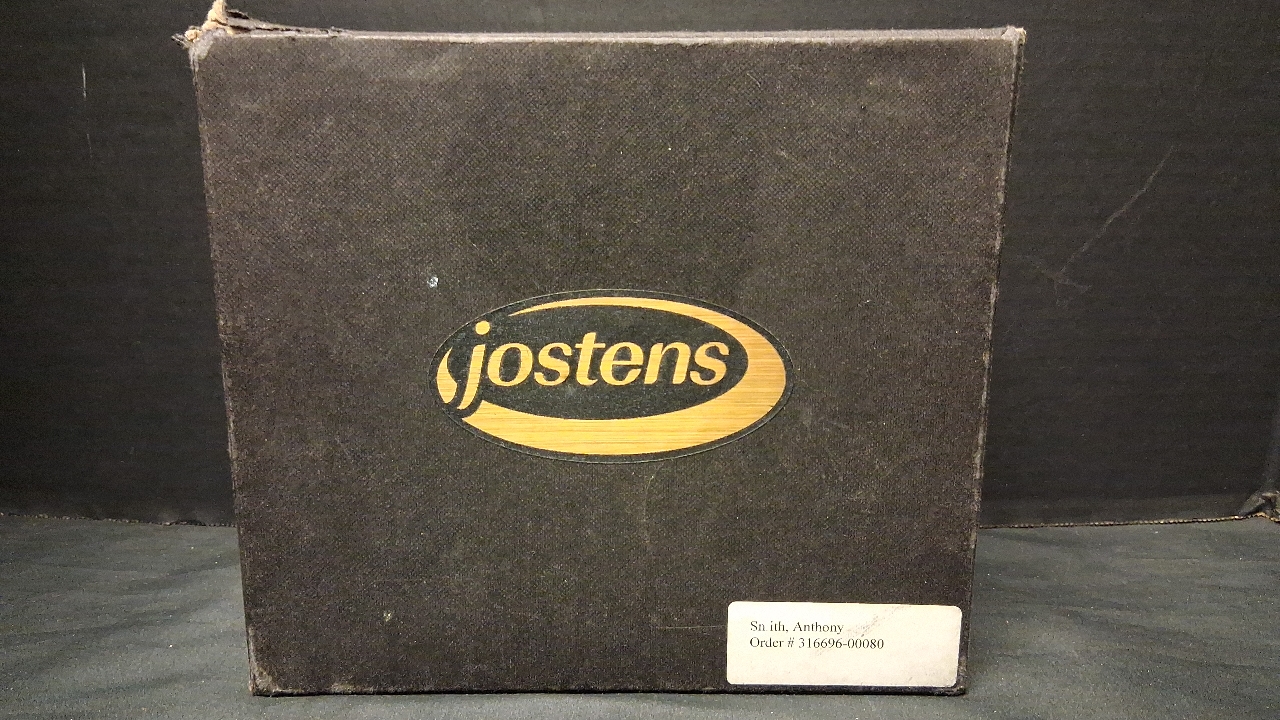 jostens
Sn ith, Anthony
Order # 316696-00080